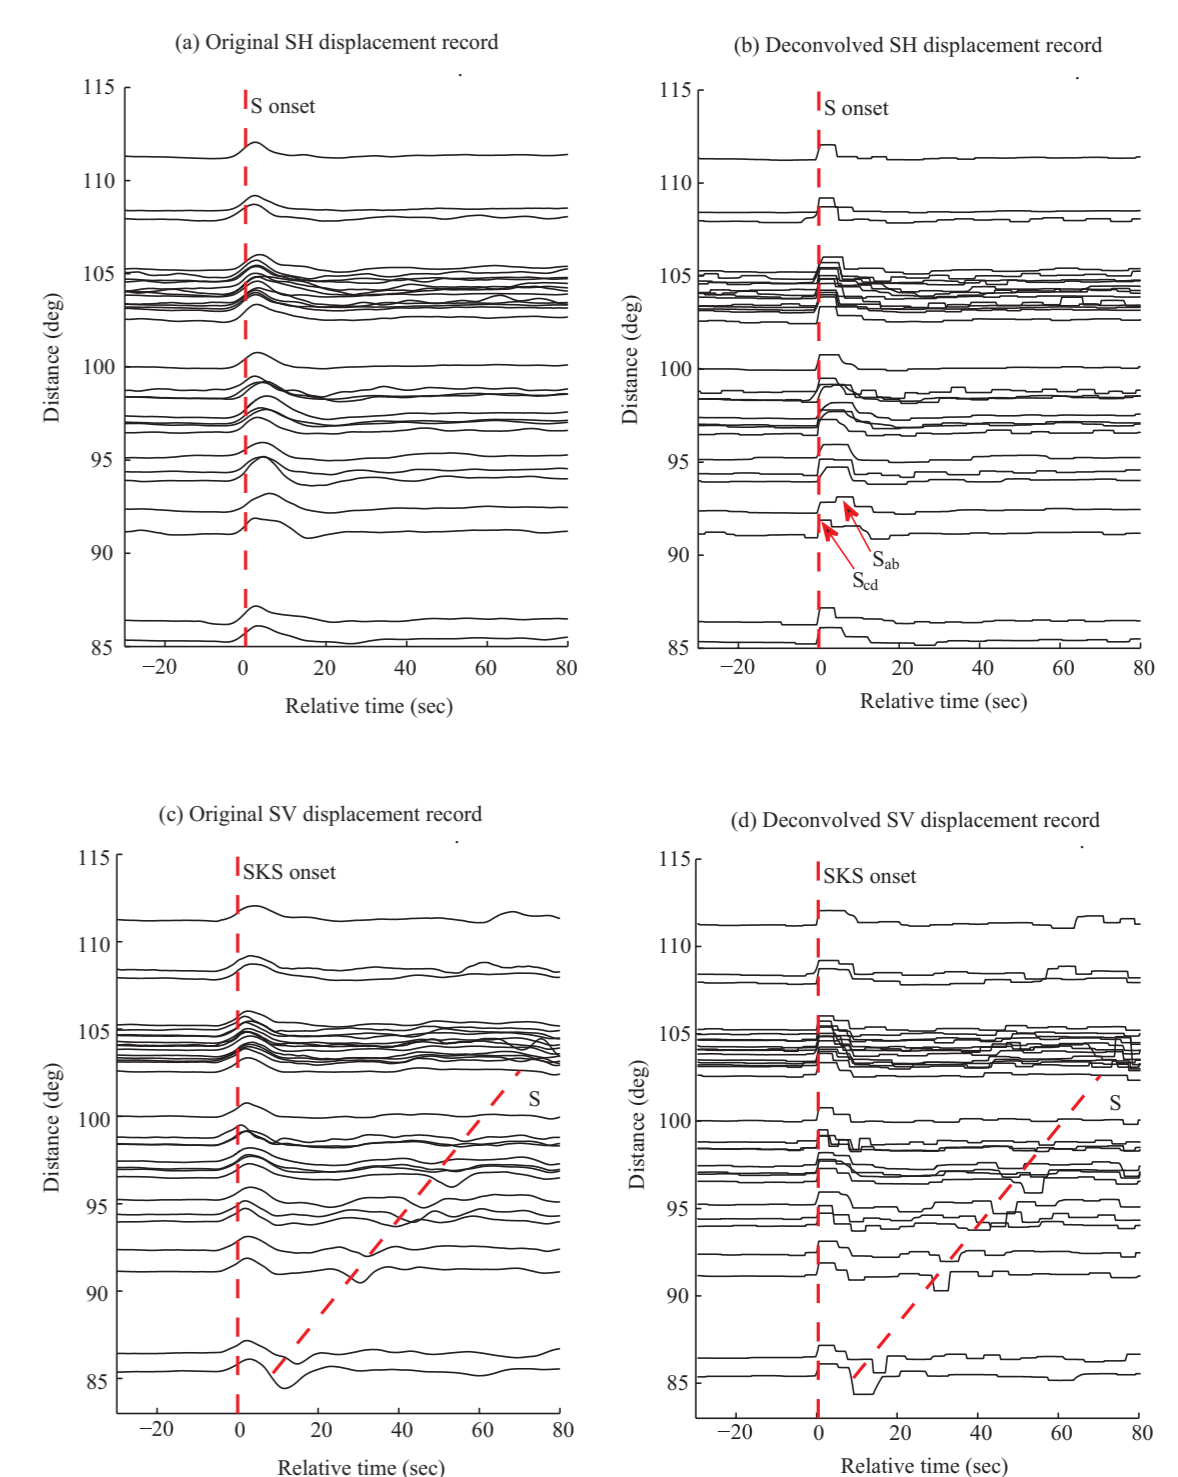 (a) Original SH displacement record
115
110
105
100
95
90
85
S onset
Distance (deg)
−20 0 20 40 60 80
Relative time (sec)
(b) Deconvolved SH displacement record
115
110
105
100
95
90
85
S onset
Sab
Scd
Distance (deg)
−20 0 20 40 60 80
Relative time (sec)
(c) Original SV displacement record
115
110
105
100
95
90
85
SKS onset
S
Distance (deg)
−20 0 20 40 60 80
Relative time (sec)
(d) Deconvolved SV displacement record
115
110
105
100
95
90
85
SKS onset
S
Distance (deg)
−20 0 20 40 60 80
Relative time (sec)